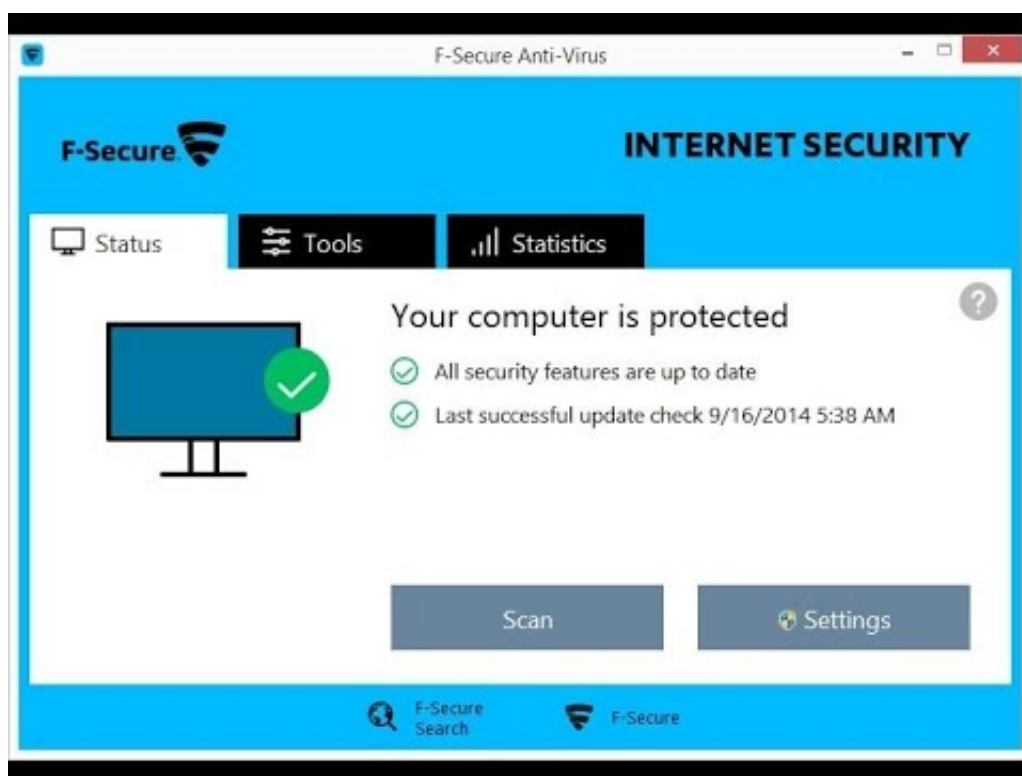 F-Secure Anti-Virus
F-Secure.
INTERNET SECURITY
Status
Tools
Statistics
Your computer is protected
All security features are up to date
Last successful update check 9/16/2014 5:38 AM
Scan
Settings
F-Secure
Search
F-Secure